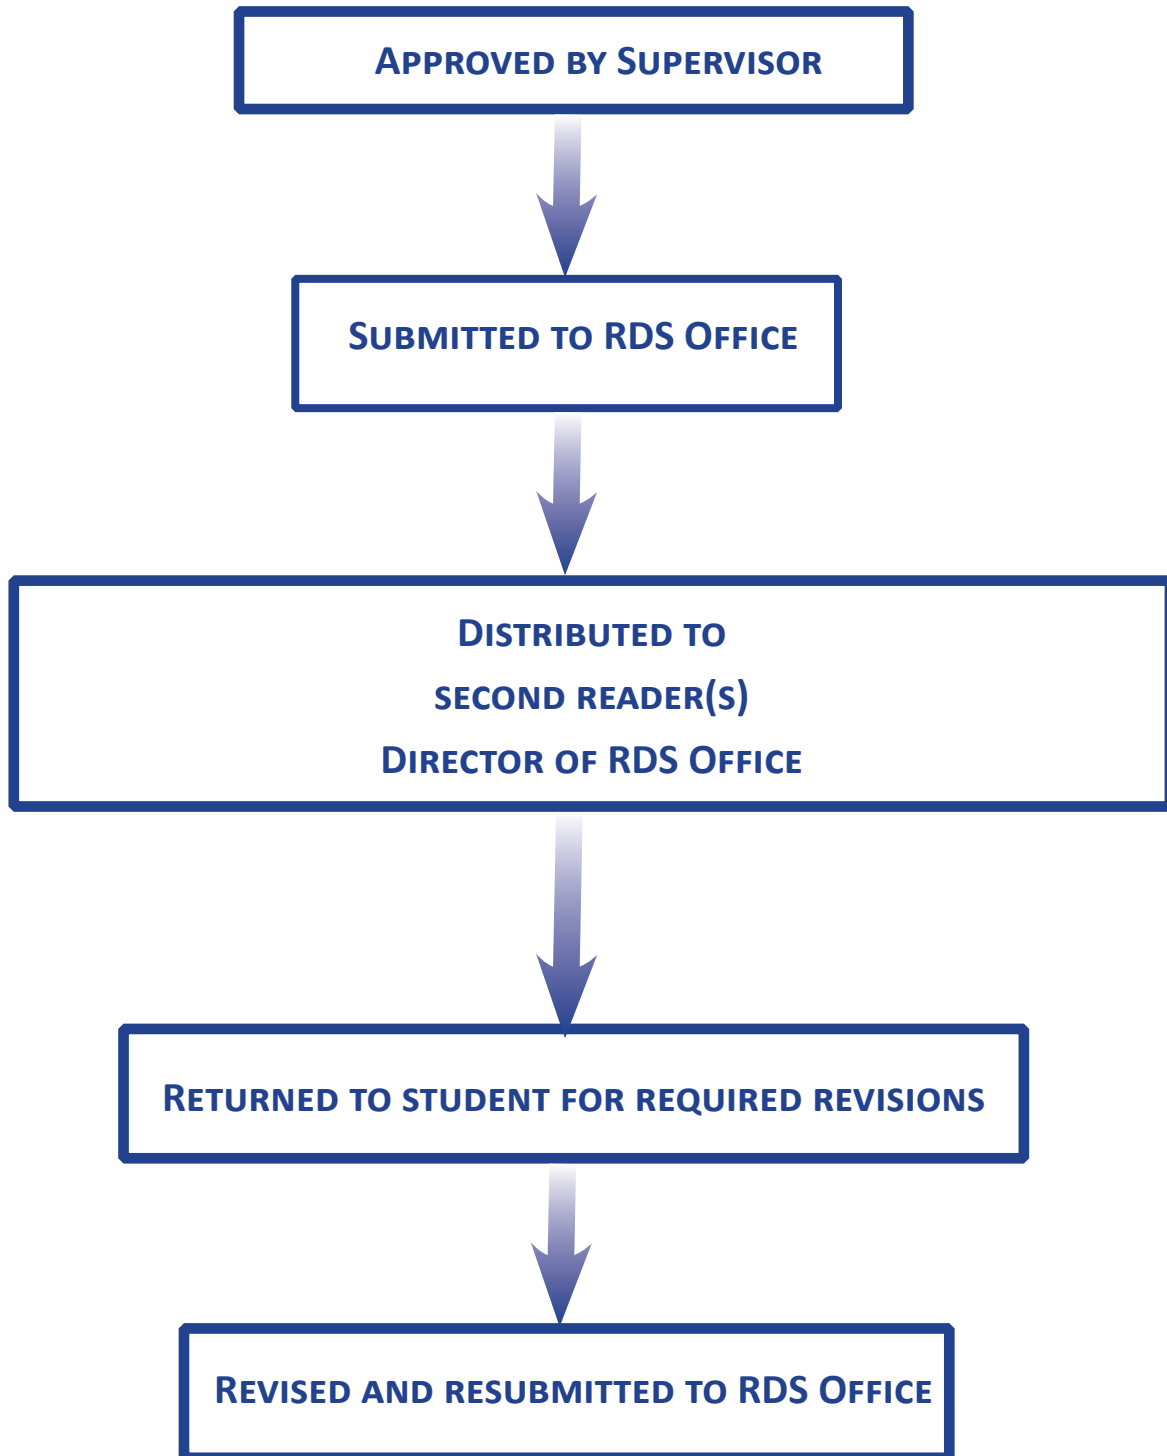 Approved by Supervisor
Submitted to RDS Office
Distributed to
second reader(s)
Director of RDS Office
Returned to student for required revisions
Revised and resubmitted to RDS Office